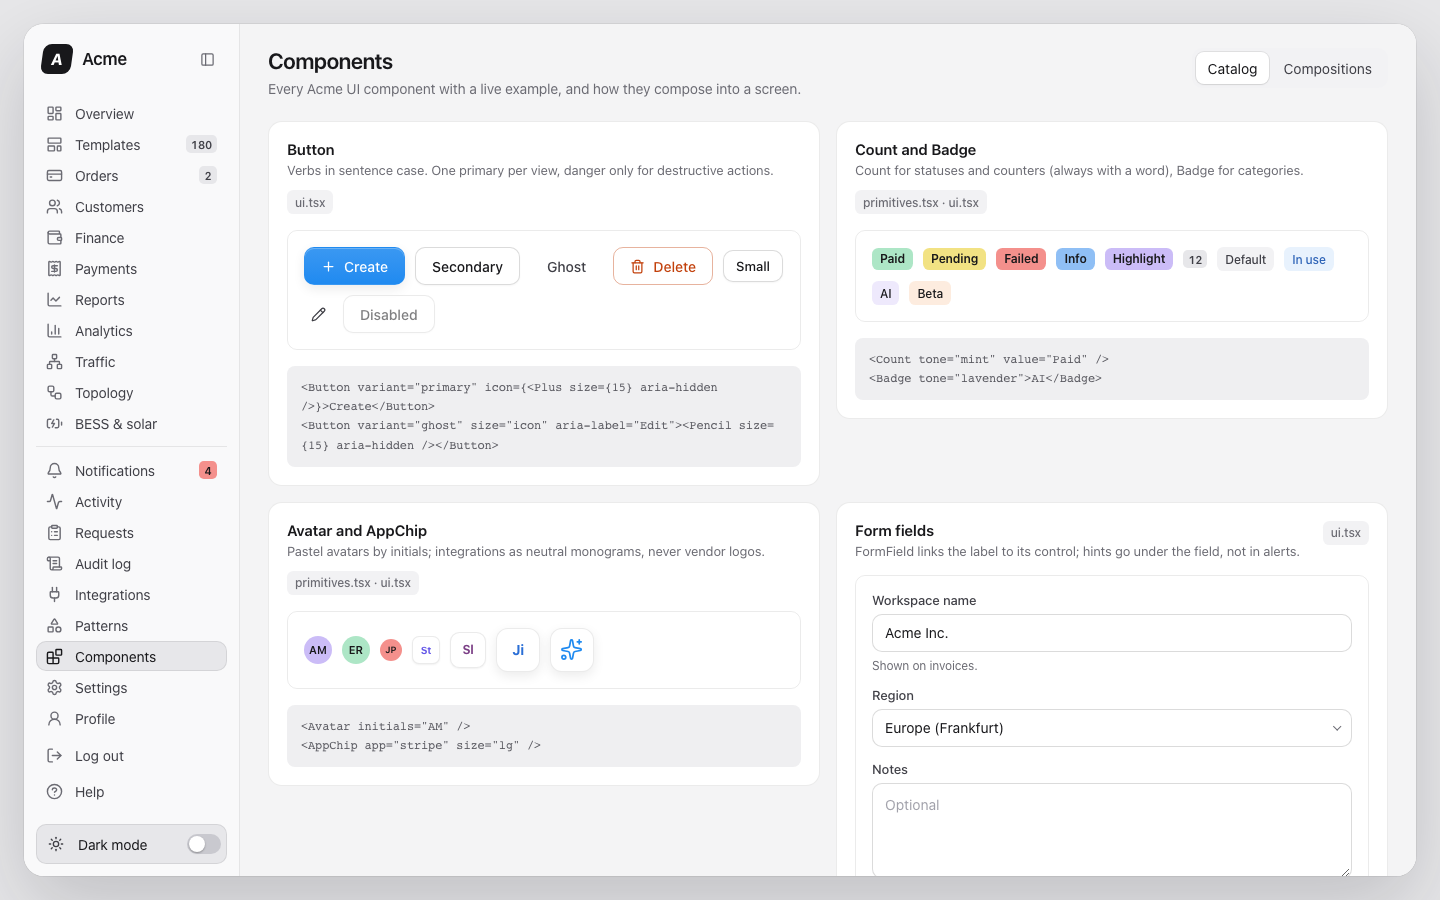 A Acme
Overview
Templates 180
Orders 2
Customers
Finance
Payments
Reports
Analytics
Traffic
Topology
BESS & solar
Notifications 4
Activity
Requests
Audit log
Integrations
Patterns
Components
Settings
Profile
Log out
Help
Dark mode
Components
Every Acme UI component with a live example, and how they compose into a screen.
Catalog Compositions
Button
Verbs in sentence case. One primary per view, danger only for destructive actions.
ui.tsx
Create Secondary Ghost Delete Small
Disabled
<Button variant="primary" icon={<Plus size={15} aria-hidden
/>}>Create</Button>
<Button variant="ghost" size="icon" aria-label="Edit"><Pencil size=
{15} aria-hidden /></Button>
Count and Badge
Count for statuses and counters (always with a word), Badge for categories.
primitives.tsx · ui.tsx
Paid Pending Failed Info Highlight 12 Default In use
AI Beta
<Count tone="mint" value="Paid" />
<Badge tone="lavender">AI</Badge>
Avatar and AppChip
Pastel avatars by initials; integrations as neutral monograms, never vendor logos.
primitives.tsx · ui.tsx
AM ER JP St Sl Ji
<Avatar initials="AM" />
<AppChip app="stripe" size="lg" />
Form fields
FormField links the label to its control; hints go under the field, not in alerts.
ui.tsx
Workspace name
Acme Inc.
Shown on invoices.
Region
Europe (Frankfurt)
Notes
Optional